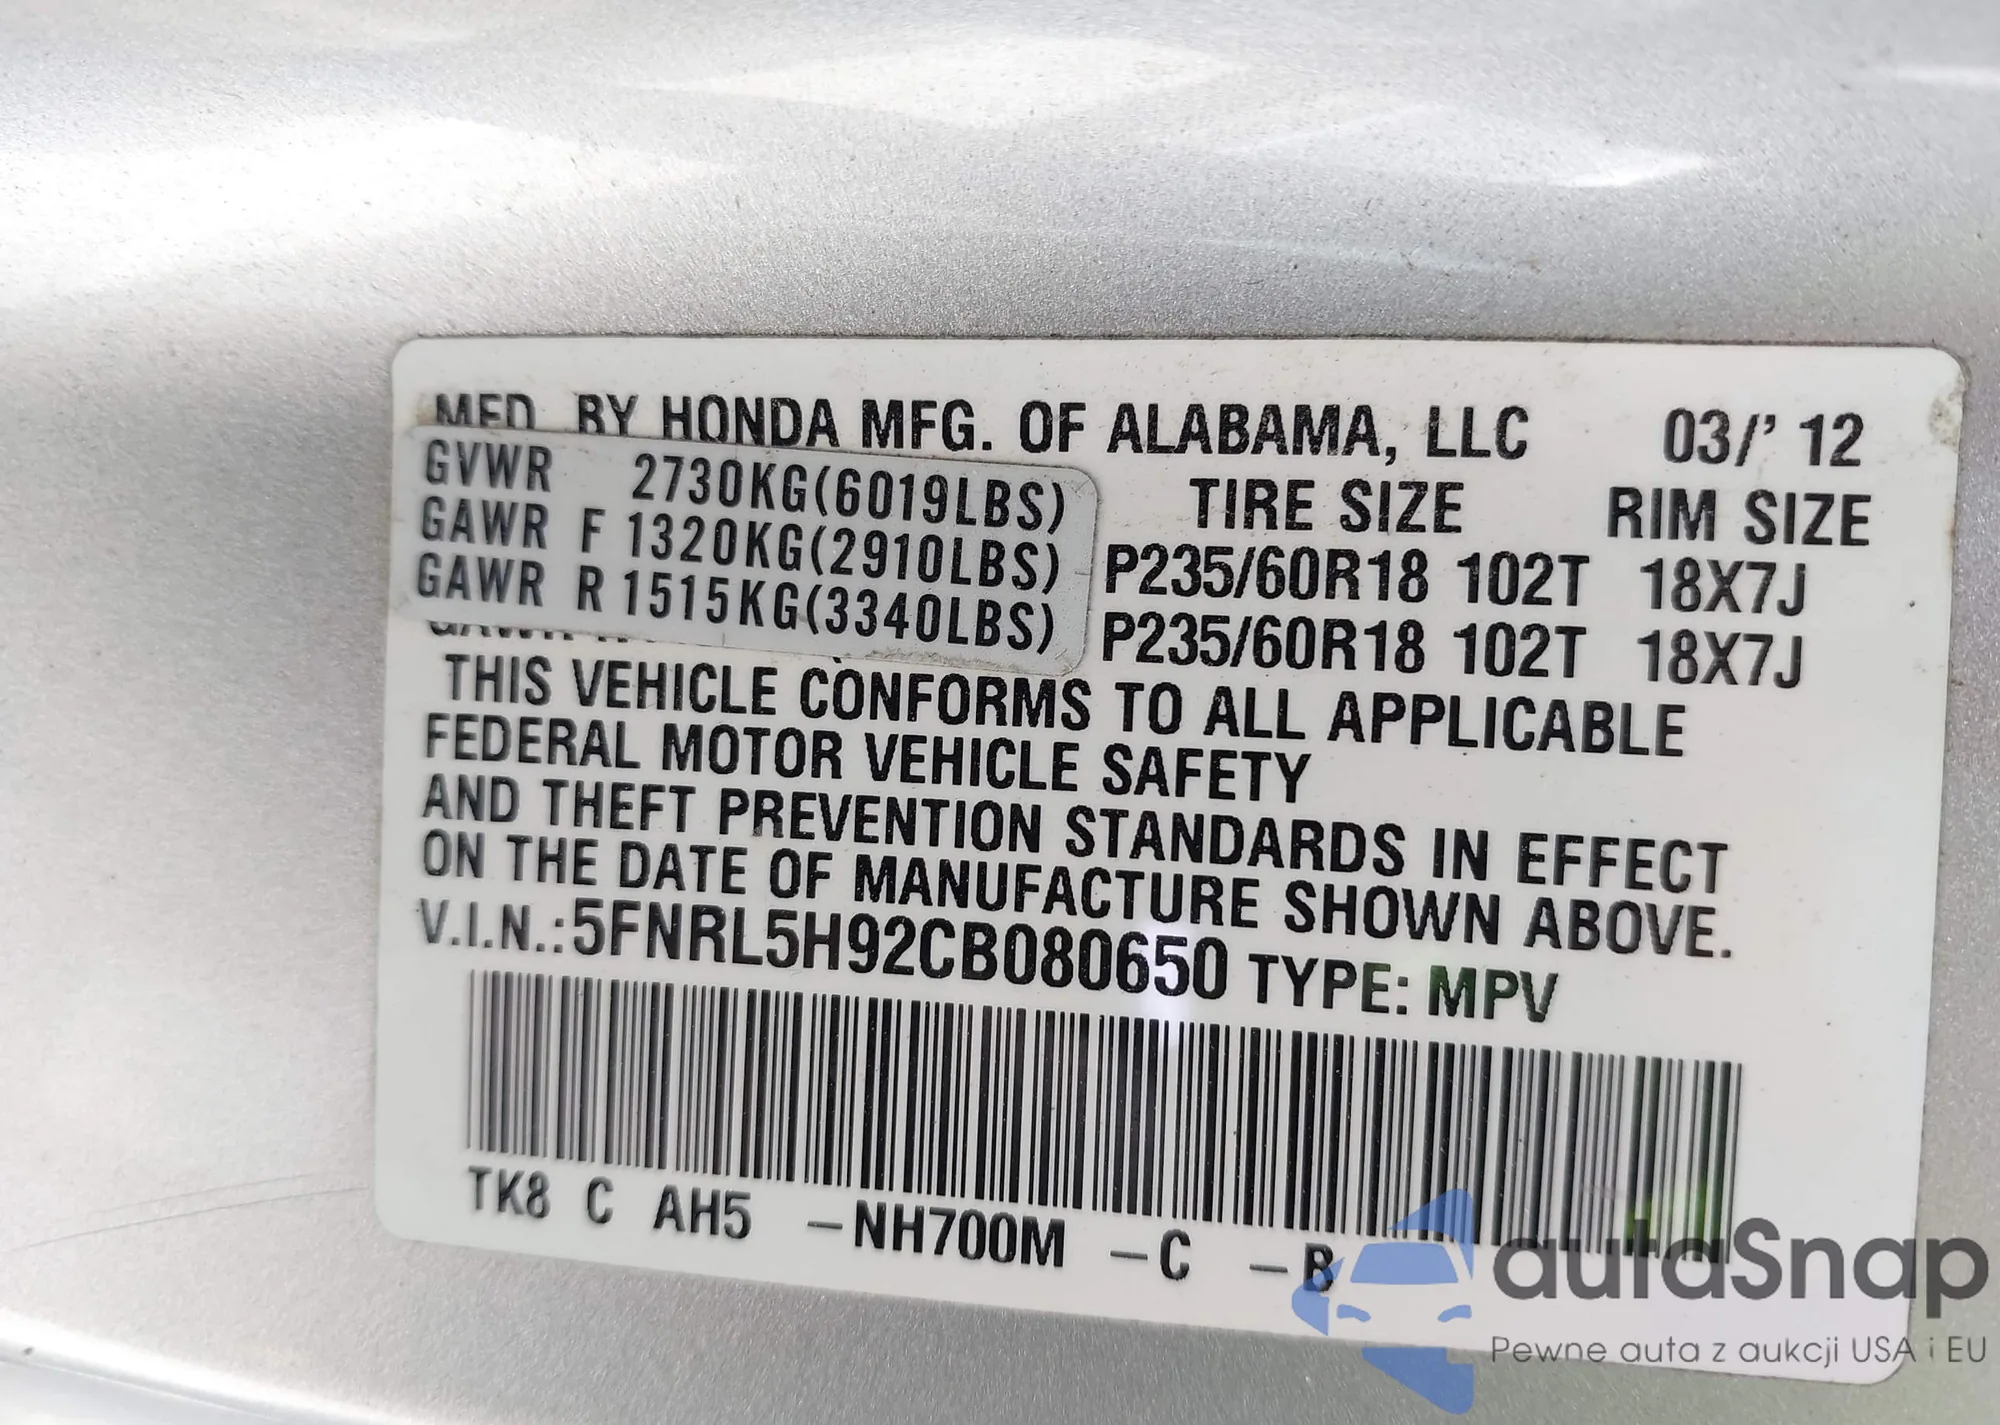 MFD. BY HONDA MFG. OF ALABAMA, LLC 03/' 12
TIRE SIZE RIM SIZE
GVWR 2730KG(6019LBS)
GAWR F 1320KG(2910LBS) P235/60R18 102T 18X7J
GAWR R 1515KG(3340LBS) P235/60R18 102T 18X7J
THIS VEHICLE CONFORMS TO ALL APPLICABLE
FEDERAL MOTOR VEHICLE SAFETY
AND THEFT PREVENTION STANDARDS IN EFFECT
ON THE DATE OF MANUFACTURE SHOWN ABOVE.
V.I.N.:5FNRL5H92CB080650 TYPE: MPV
TK8 C AH5 –NH700M –C –B
autaSnap
Pewne auta z aukcji USA i EU